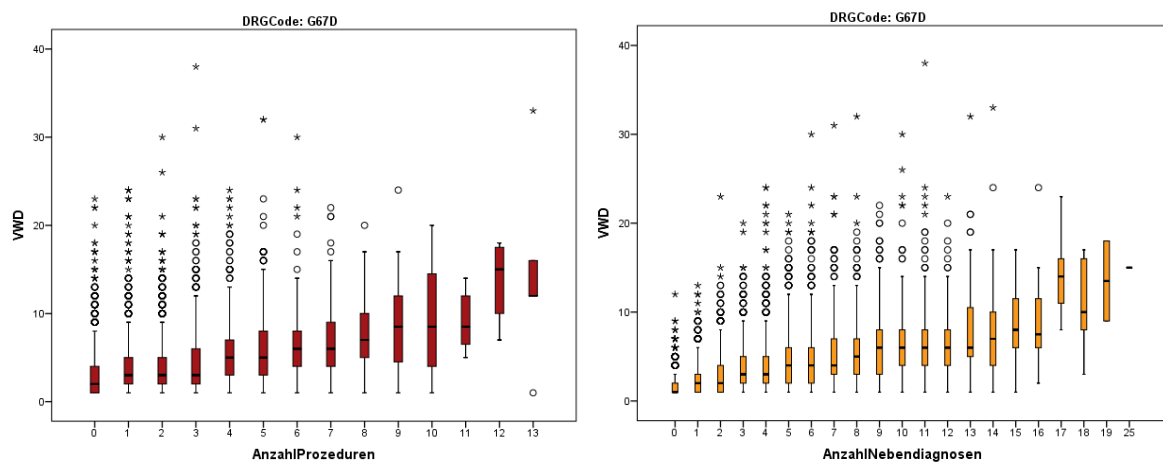 DRGCode: G67D
40
30
20
10
0
VWD
0 1 2 3 4 5 6 7 8 9 10 11 12 13
AnzahlProzeduren
DRGCode: G67D
40
30
20
10
0
VWD
0 1 2 3 4 5 6 7 8 9 10 11 12 13 14 15 16 17 18 19 25
AnzahlNebendiagnosen